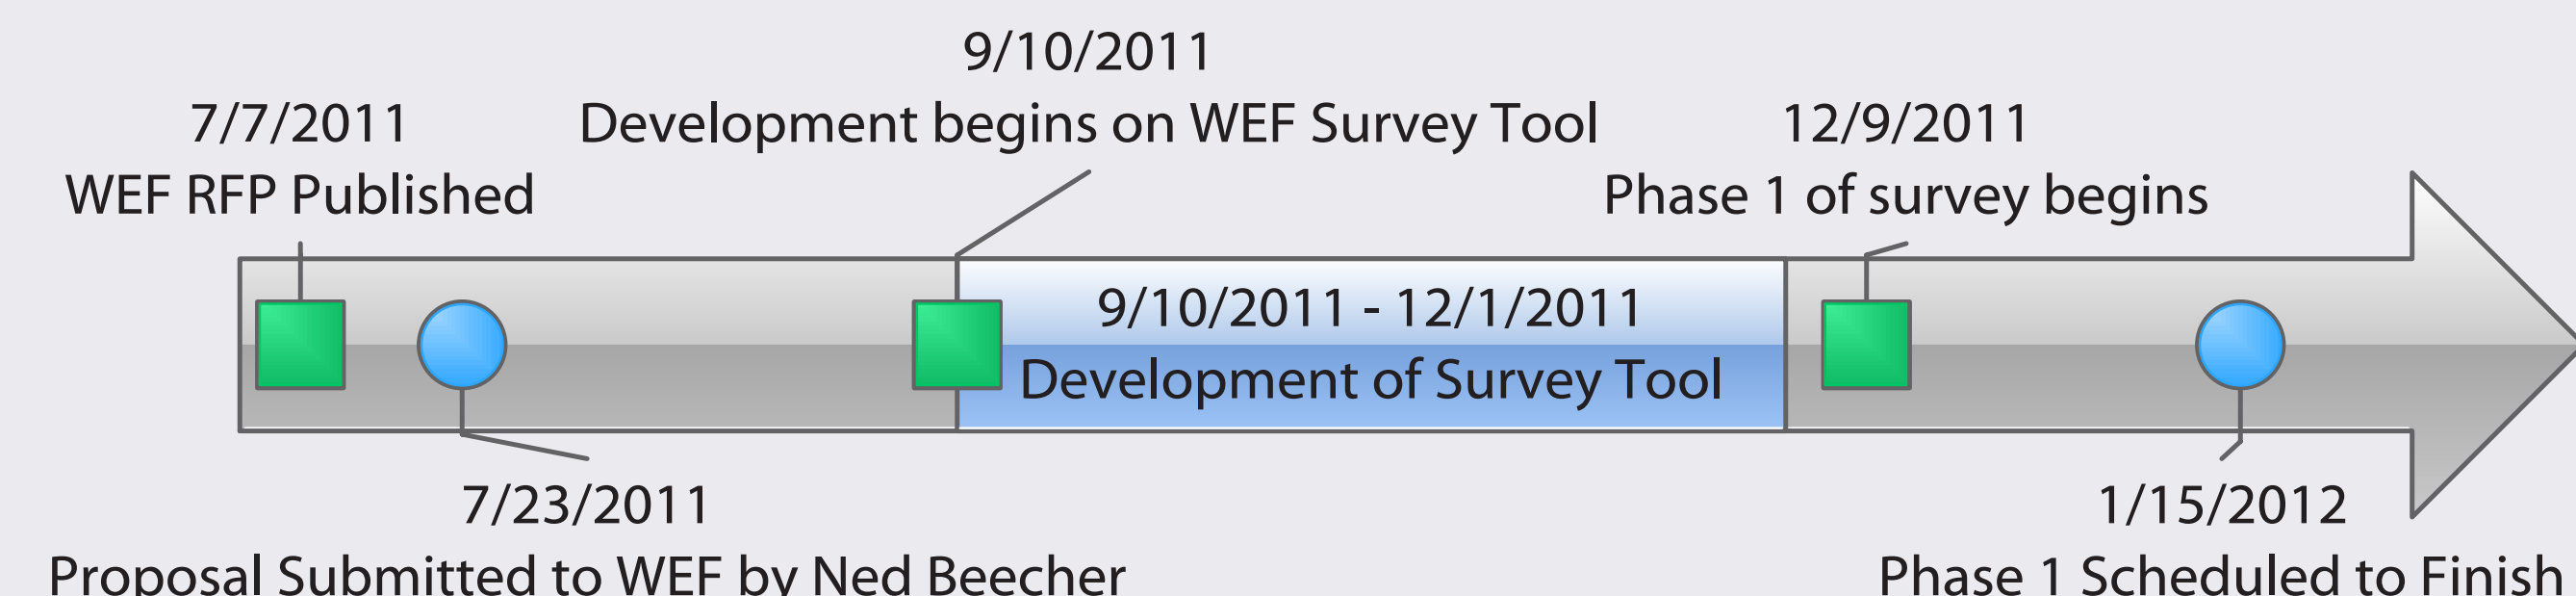 7/7/2011
WEF RFP Published
9/10/2011
Development begins on WEF Survey Tool
12/9/2011
Phase 1 of survey begins
9/10/2011 - 12/1/2011
Development of Survey Tool
7/23/2011
Proposal Submitted to WEF by Ned Beecher
1/15/2012
Phase 1 Scheduled to Finish